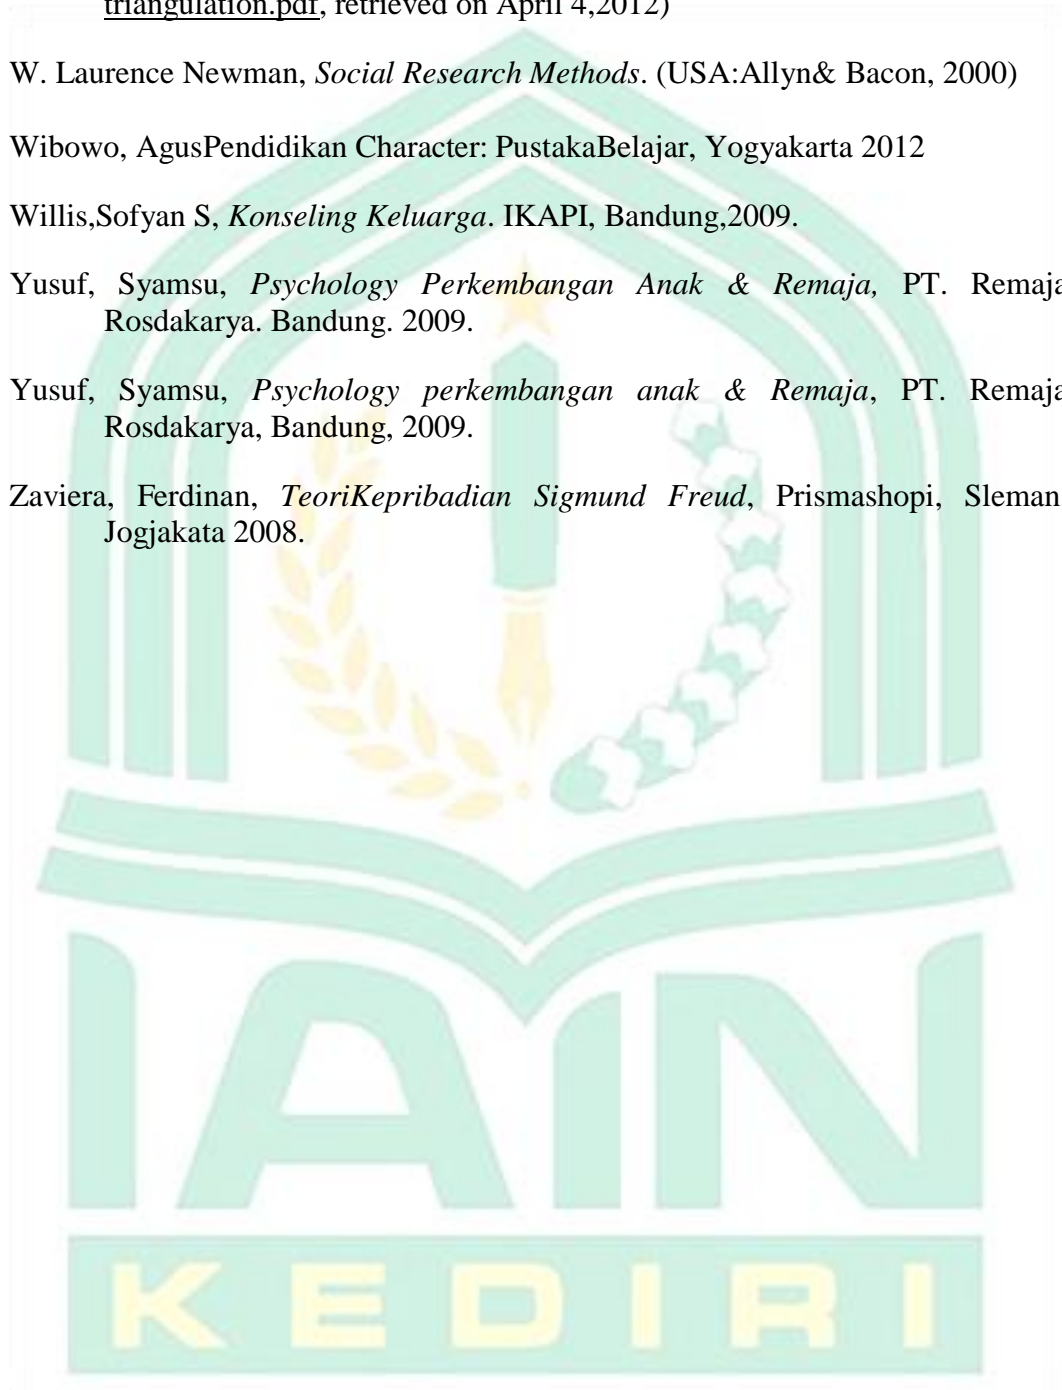 triangulation.pdf, retrieved on April 4,2012)
W. Laurence Newman, Social Research Methods. (USA:Allyn& Bacon, 2000)
Wibowo, AgusPendidikan Character: PustakaBelajar, Yogyakarta 2012
Willis,Sofyan S, Konseling Keluarga. IKAPI, Bandung,2009.
Yusuf, Syamsu, Psychology Perkembangan Anak & Remaja, PT. Remaja
Rosdakarya. Bandung. 2009.
Yusuf, Syamsu, Psychology perkembangan anak & Remaja, PT. Remaja
Rosdakarya, Bandung, 2009.
Zaviera, Ferdinan, TeoriKepribadian Sigmund Freud, Prismashopi, Sleman
Jogjakata 2008.
IAIN
KEDIRI